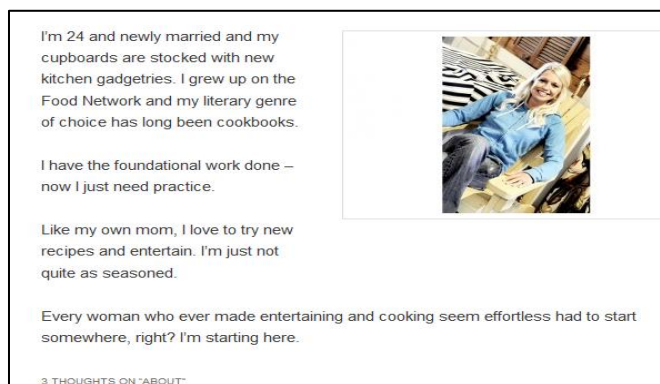 I'm 24 and newly married and my
cupboards are stocked with new
kitchen gadgetries. I grew up on the
Food Network and my literary genre
of choice has long been cookbooks.
I have the foundational work done –
now I just need practice.
Like my own mom, I love to try new
recipes and entertain. I'm just not
quite as seasoned.
Every woman who ever made entertaining and cooking seem effortless had to start
somewhere, right? I'm starting here.
3 THOUGHTS ON "ABOUT"